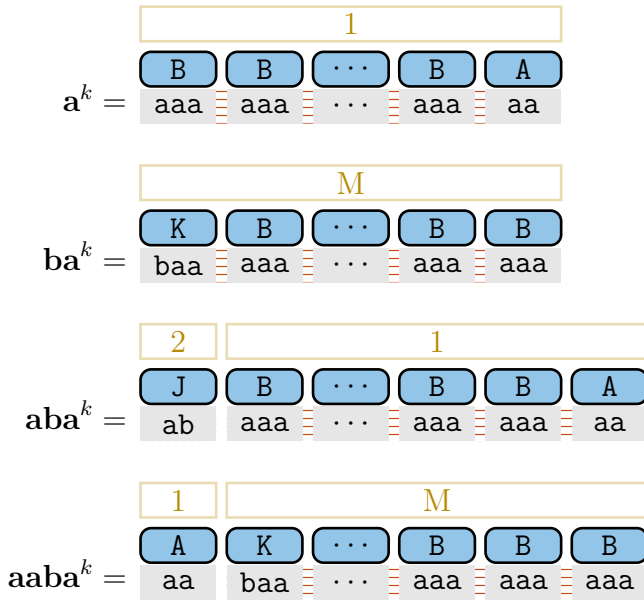 1
B B ··· B A
a^k = aaa aaa ··· aaa aa
M
K B ··· B B
ba^k = baa aaa ··· aaa aaa
2 1
J B ··· B B A
aba^k = ab aaa ··· aaa aaa aa
1 M
A K ··· B B B
aaba^k = aa baa ··· aaa aaa aaa